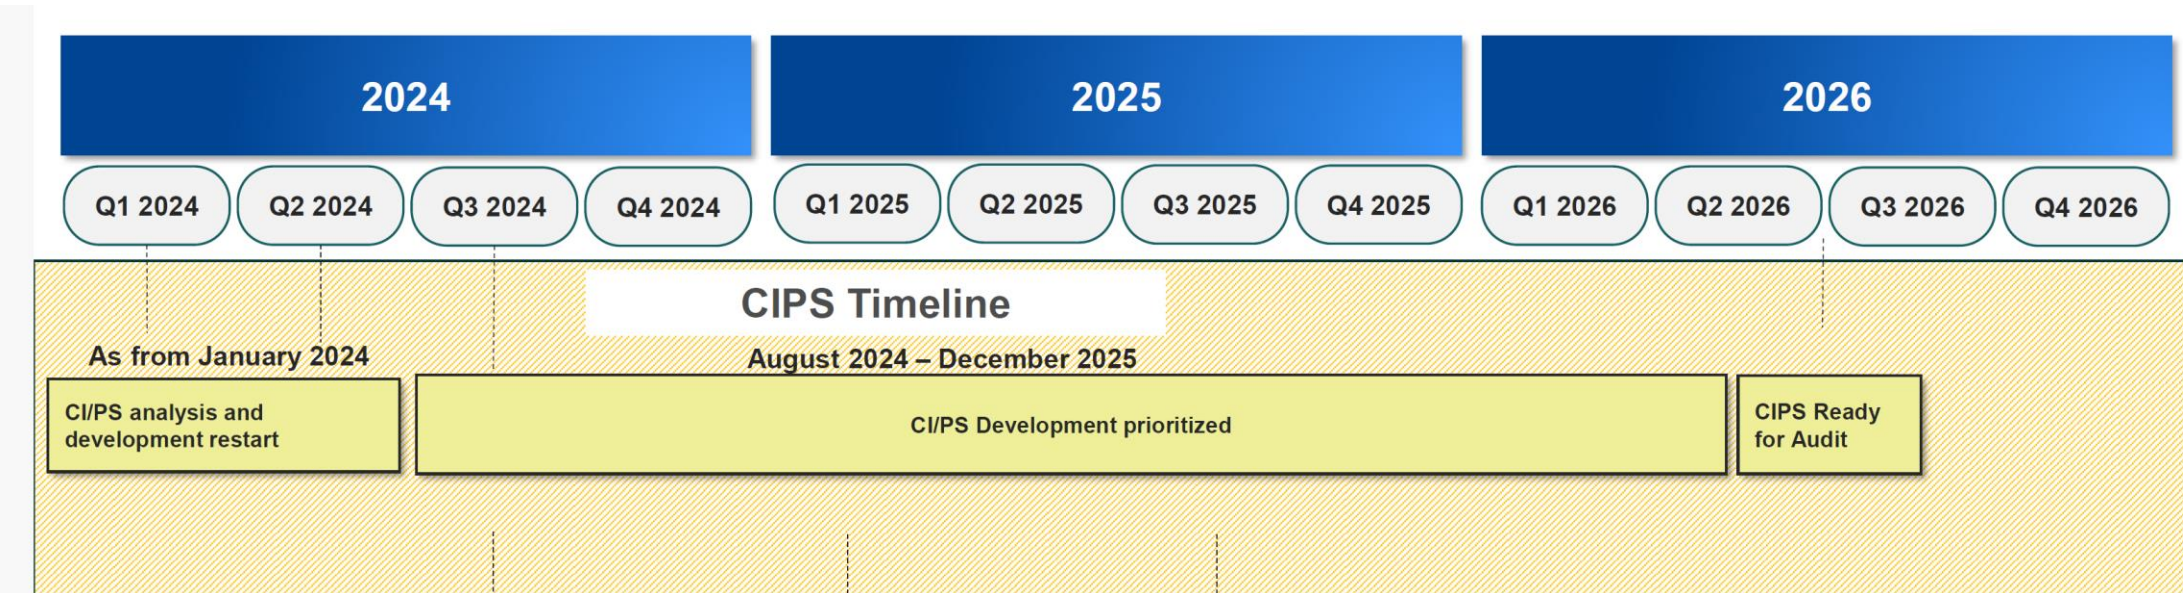 2024
2025
2026
Q1 2024
Q2 2024
Q3 2024
Q4 2024
Q1 2025
Q2 2025
Q3 2025
Q4 2025
Q1 2026
Q2 2026
Q3 2026
Q4 2026
CIPS Timeline
As from January 2024
August 2024 – December 2025
CI/PS analysis and
development restart
CI/PS Development prioritized
CIPS Ready
for Audit